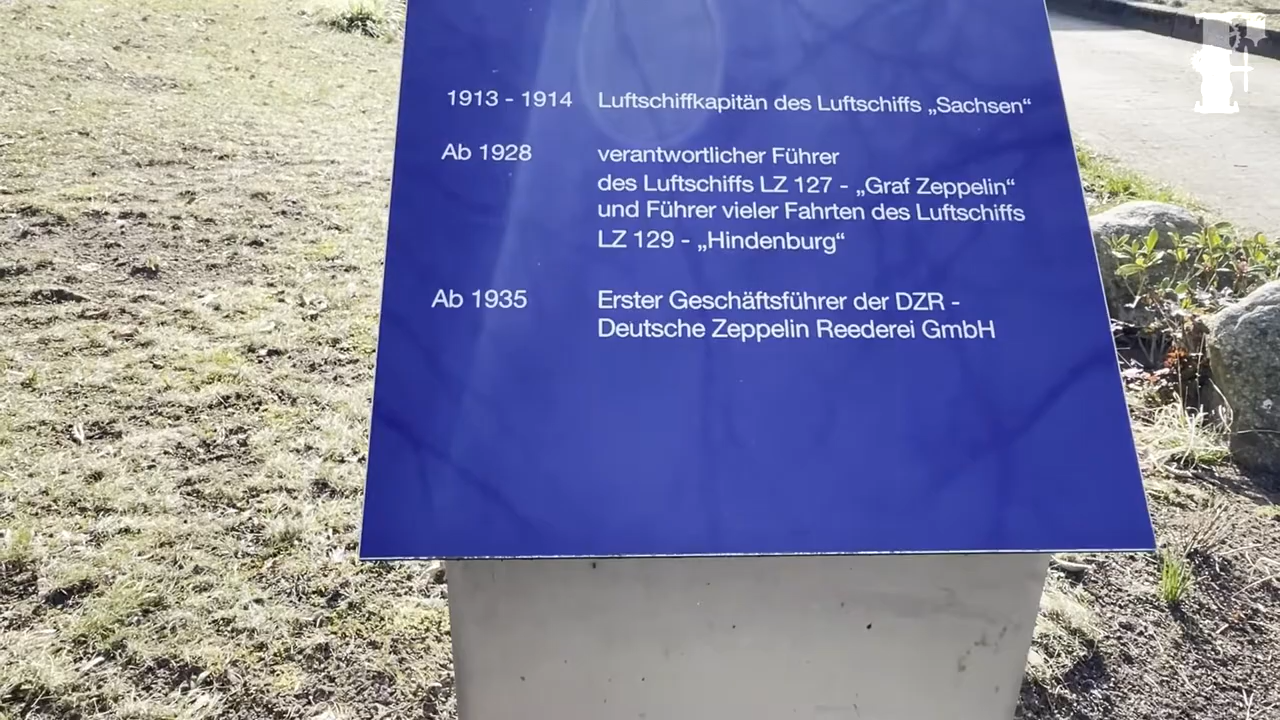 1913 - 1914 Luftschiffkapitän des Luftschiffs „Sachsen“
Ab 1928 verantwortlicher Führer
des Luftschiffs LZ 127 - „Graf Zeppelin“
und Führer vieler Fahrten des Luftschiffs
LZ 129 - „Hindenburg“
Ab 1935 Erster Geschäftsführer der DZR -
Deutsche Zeppelin Reederei GmbH